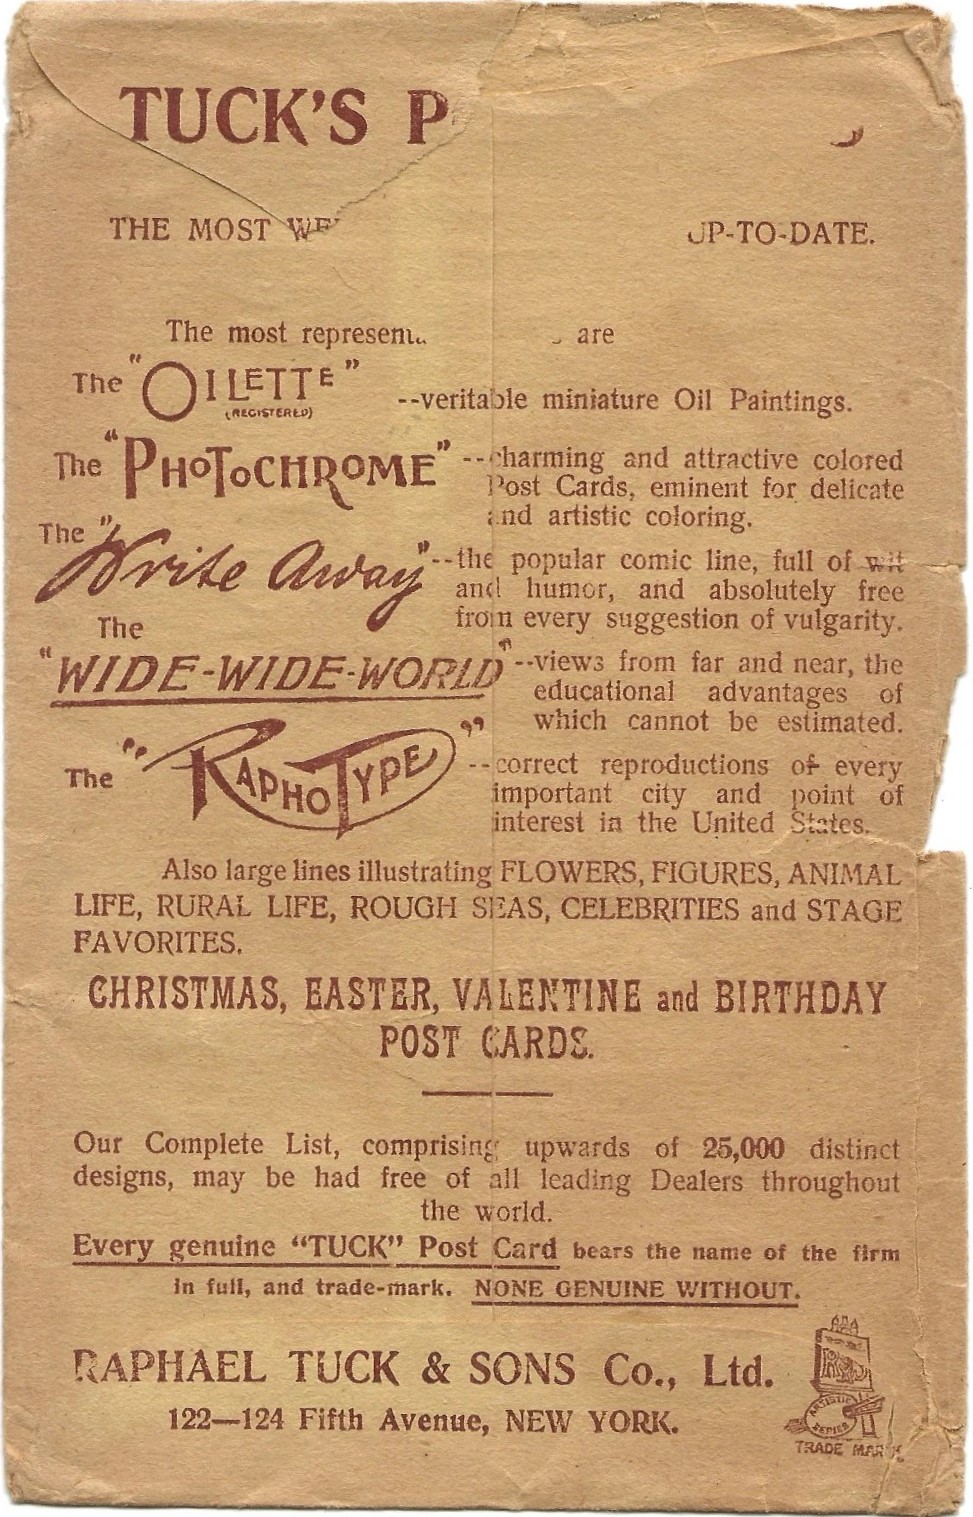 TUCK'S P
THE MOST WE UP-TO-DATE.
The most represent are
The "OILETTE" --veritable miniature Oil Paintings.
(REGISTERED)
The "PHOTOCHROME" --charming and attractive colored
Post Cards, eminent for delicate
and artistic coloring.
The "Write Away" --the popular comic line, full of wit
and humor, and absolutely free
from every suggestion of vulgarity.
The
"WIDE-WIDE-WORLD" --views from far and near, the
educational advantages of
which cannot be estimated.
The "RAPHOTYPE" --correct reproductions of every
important city and point of
interest in the United States.
Also large lines illustrating FLOWERS, FIGURES, ANIMAL
LIFE, RURAL LIFE, ROUGH SEAS, CELEBRITIES and STAGE
FAVORITES.
CHRISTMAS, EASTER, VALENTINE and BIRTHDAY
POST CARDS.
Our Complete List, comprising upwards of 25,000 distinct
designs, may be had free of all leading Dealers throughout
the world.
Every genuine "TUCK" Post Card bears the name of the firm
in full, and trade-mark. NONE GENUINE WITHOUT.
RAPHAEL TUCK & SONS Co., Ltd.
122—124 Fifth Avenue, NEW YORK.
ARTISTIC
SERIES
TRADE MARK